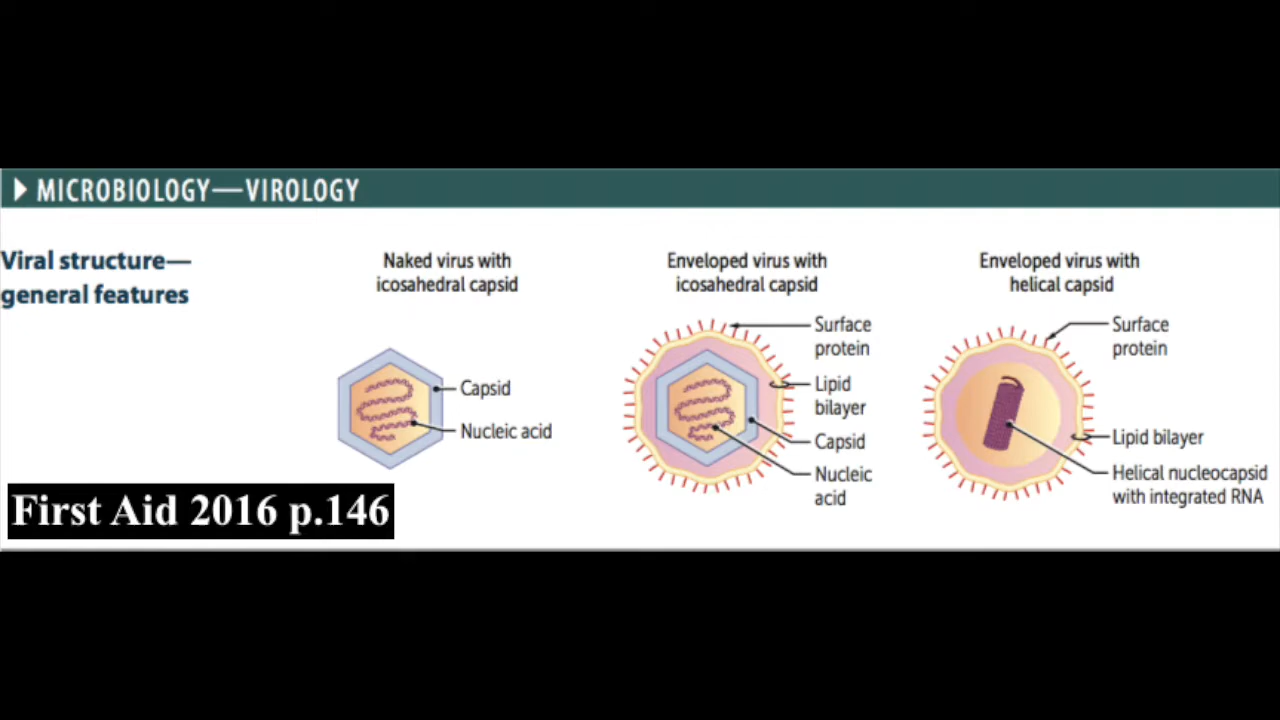 MICROBIOLOGY—VIROLOGY
Viral structure—
general features
Naked virus with
icosahedral capsid
Capsid
Nucleic acid
Enveloped virus with
icosahedral capsid
Surface
protein
Lipid
bilayer
Capsid
Nucleic
acid
Enveloped virus with
helical capsid
Surface
protein
Lipid bilayer
Helical nucleocapsid
with integrated RNA
First Aid 2016 p.146